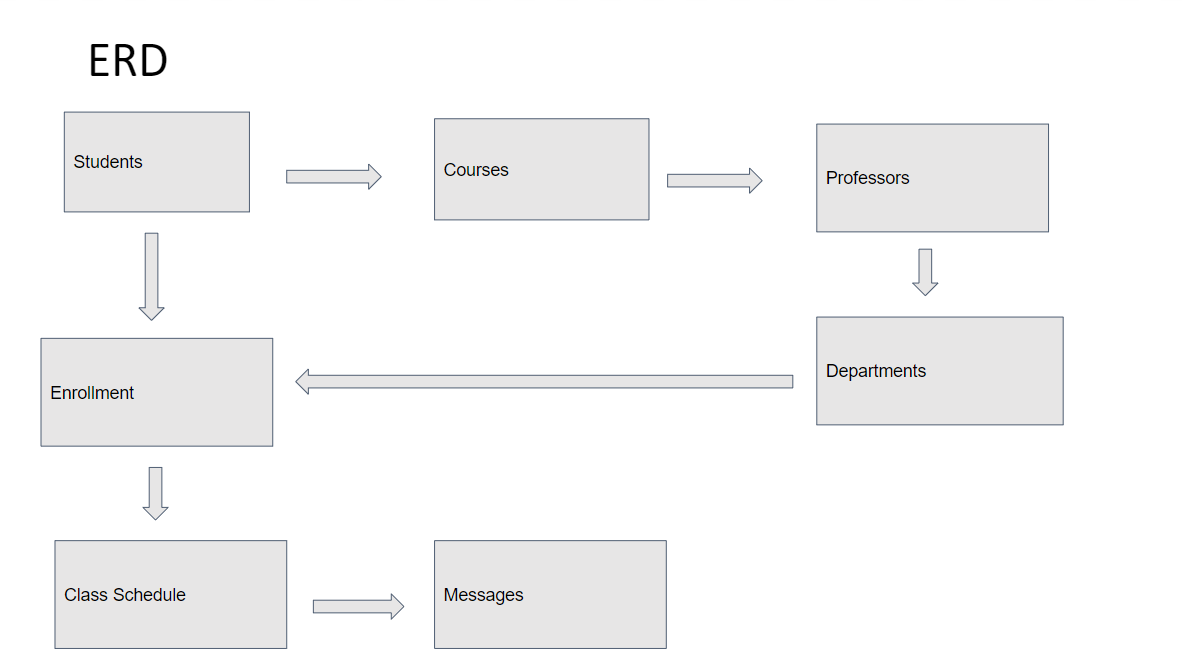 ERD
Students
Courses
Professors
Enrollment
Departments
Class Schedule
Messages